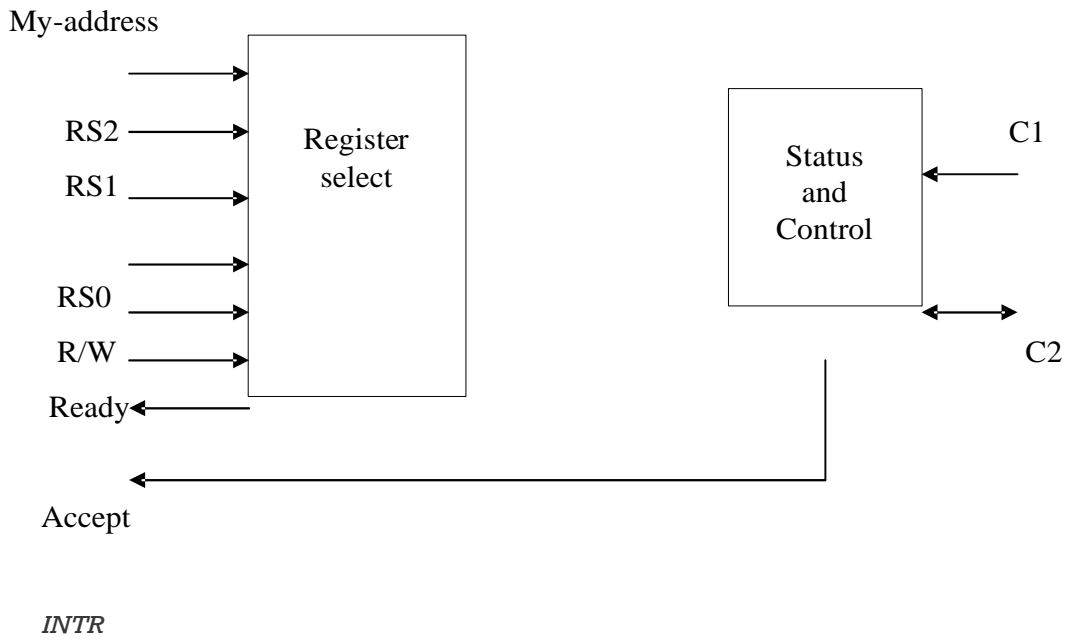 My-address
RS2
RS1
RS0
R/W
Ready
Accept
INTR
Register
select
Status
and
Control
C1
C2